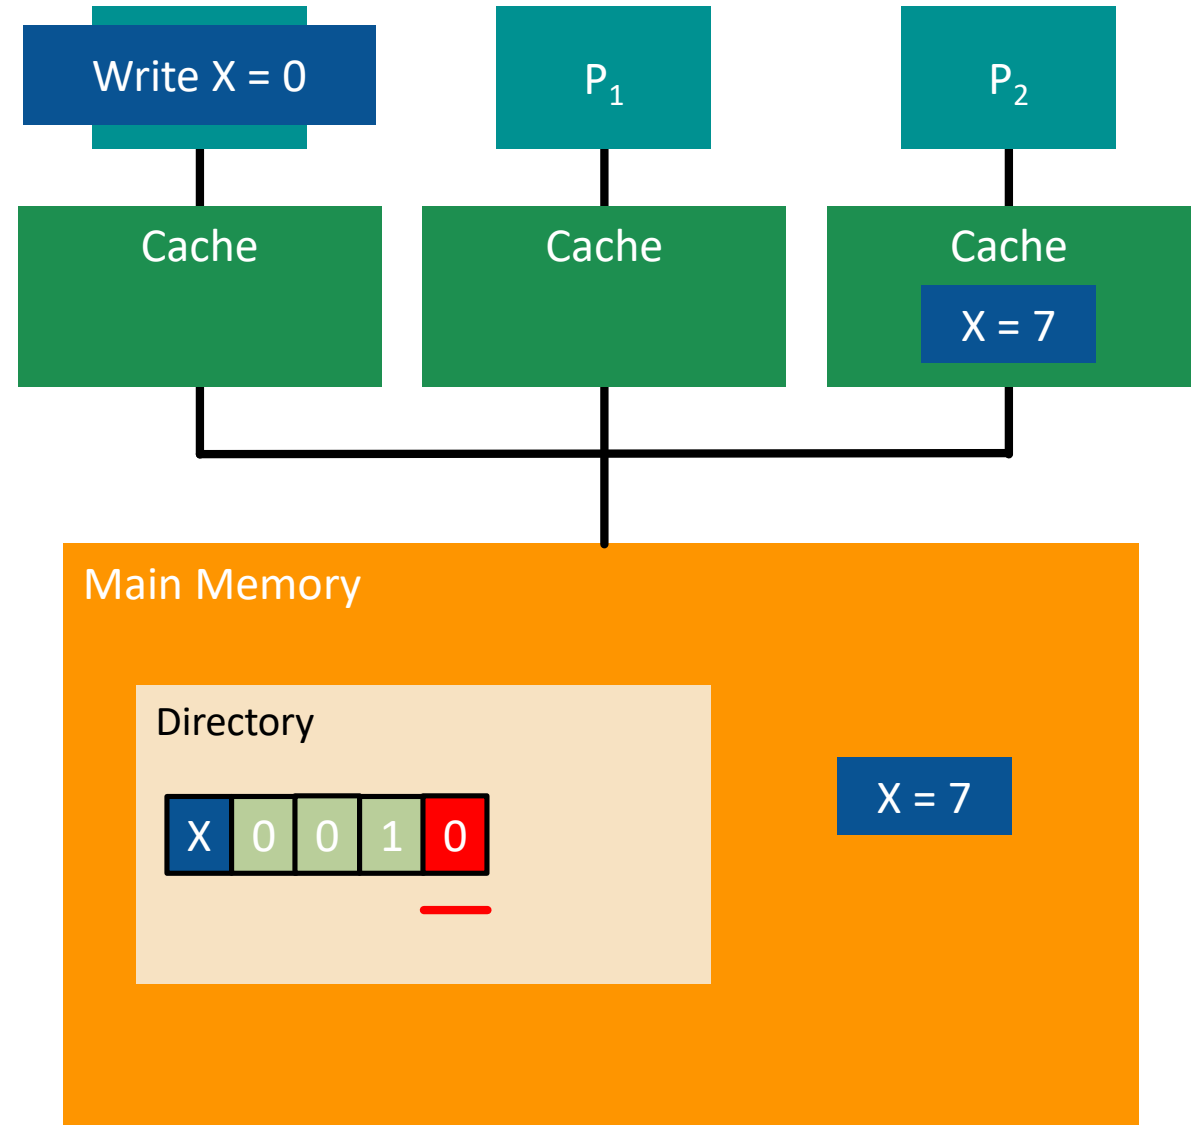 Write X = 0
P₁
P₂
Cache
Cache
Cache
X = 7
Main Memory
Directory
X 0 0 1 0
X = 7